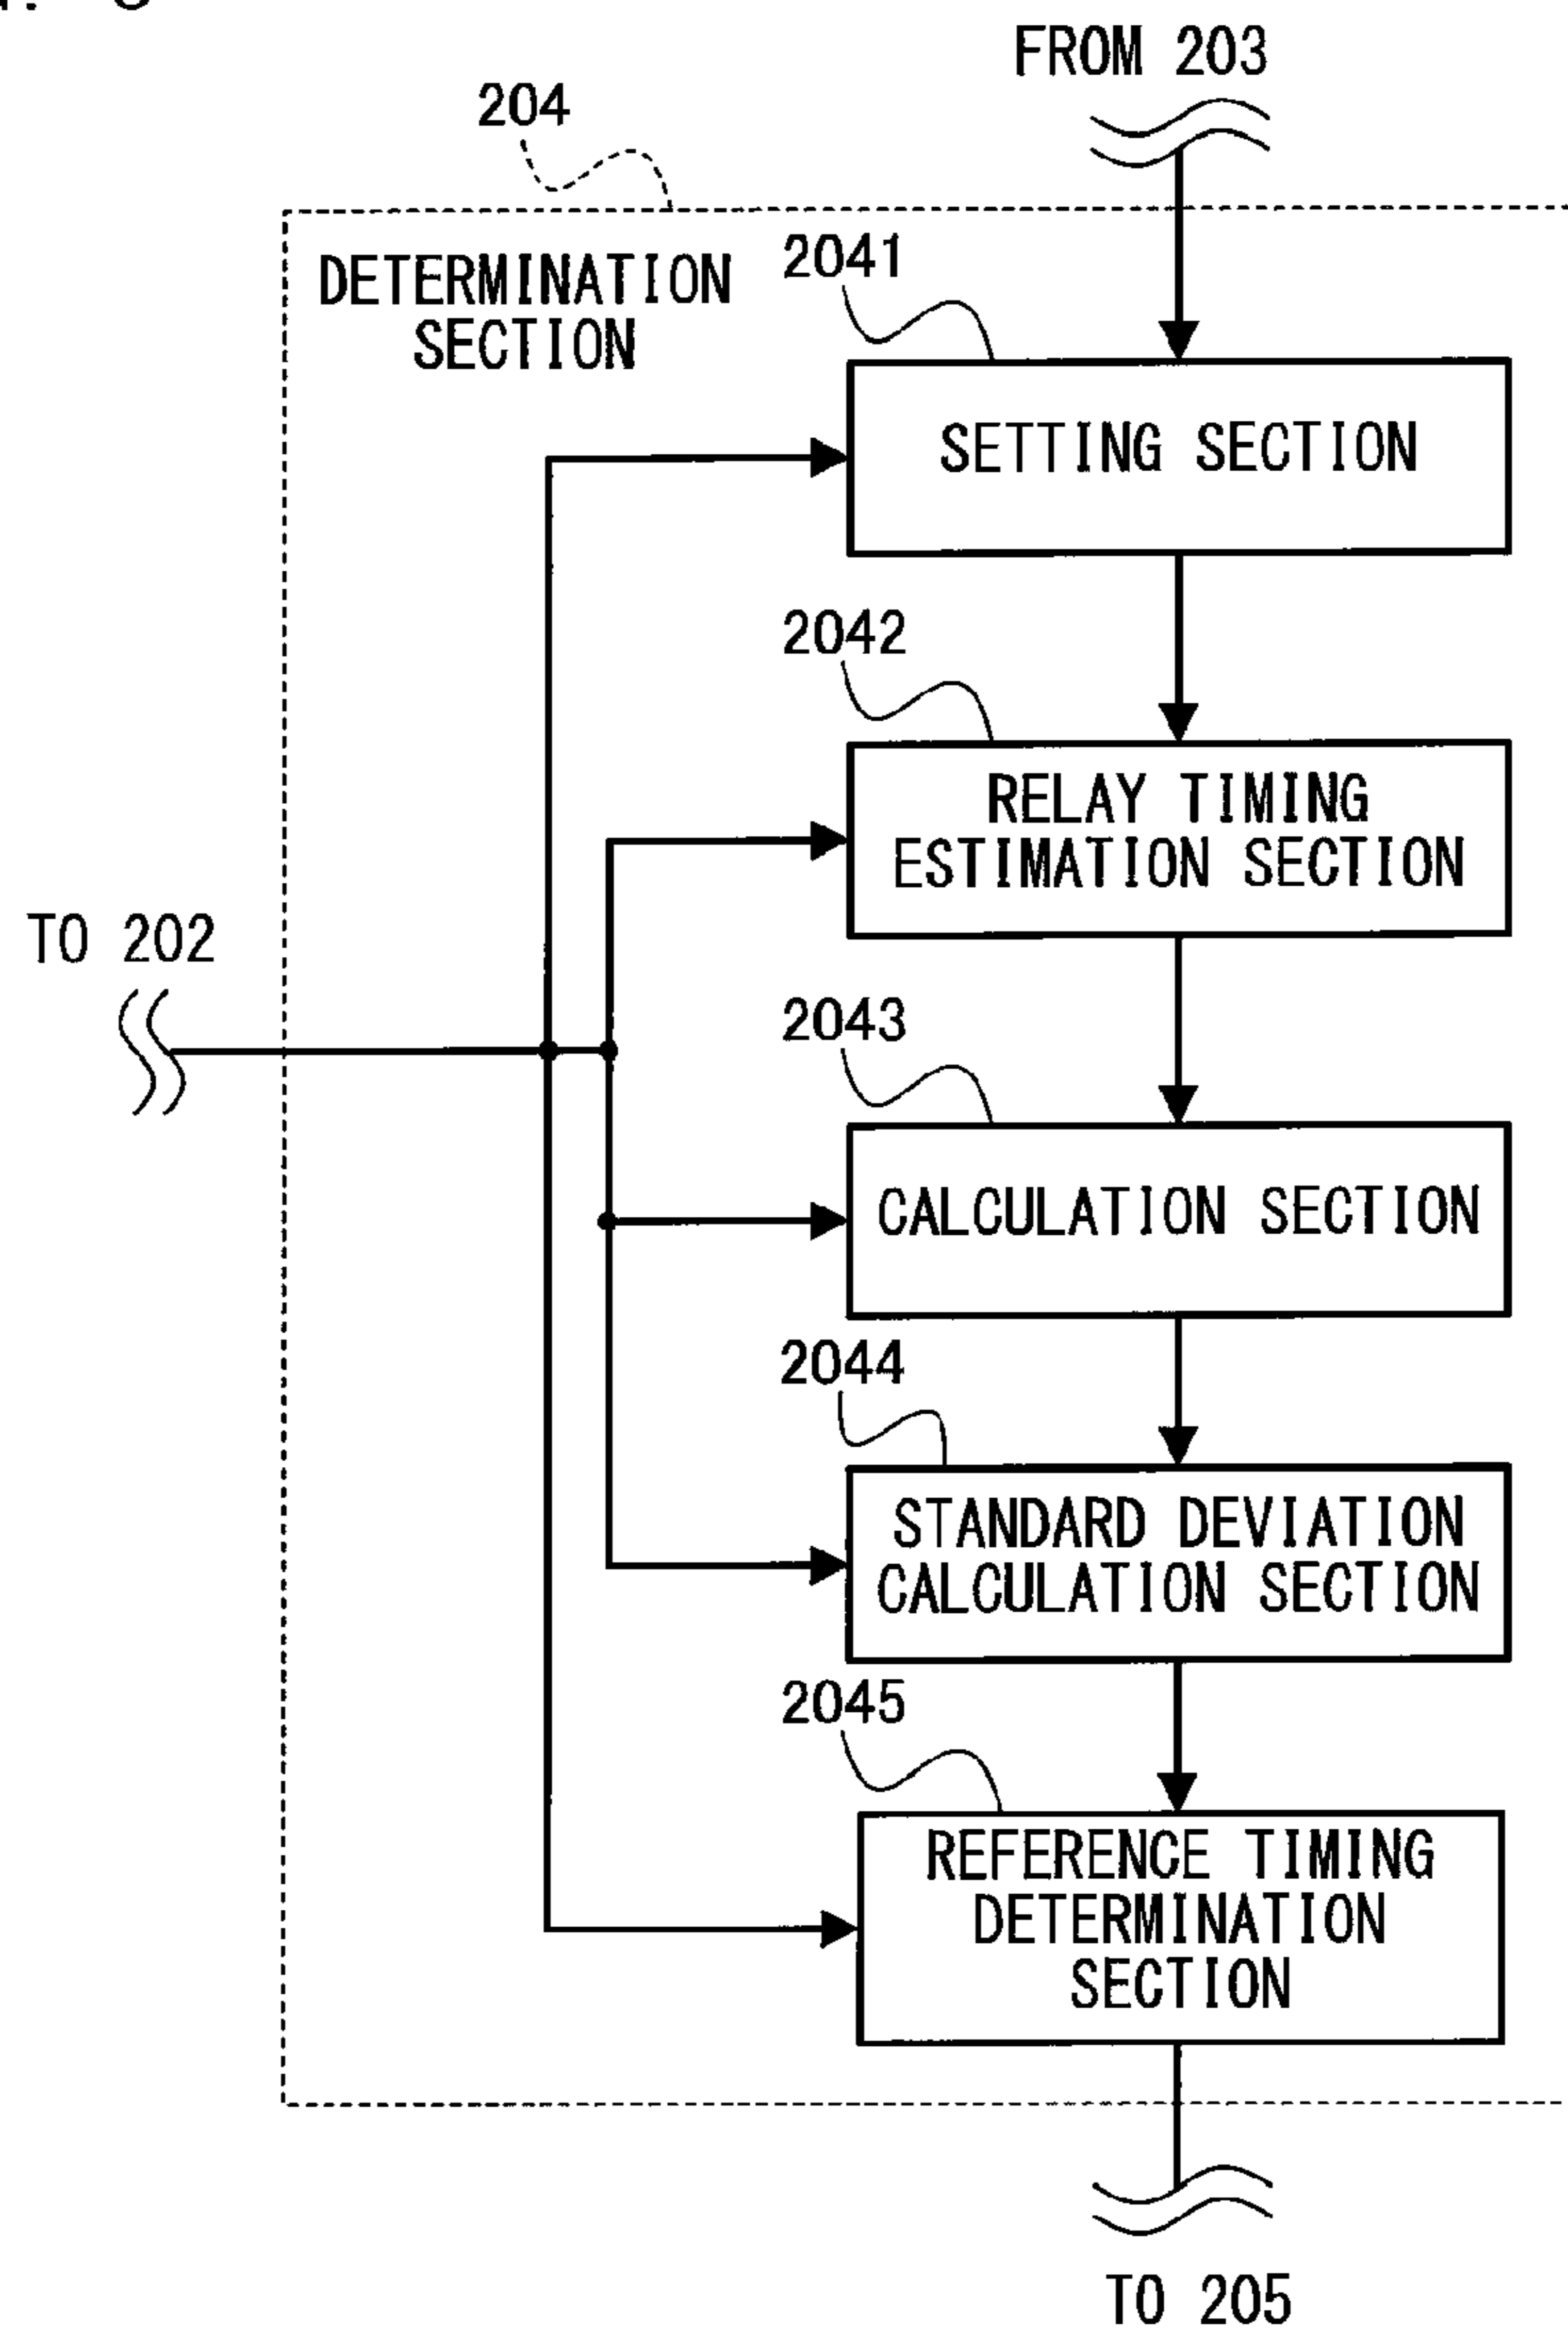 FROM 203
204
DETERMINATION
SECTION
2041
SETTING SECTION
2042
RELAY TIMING
ESTIMATION SECTION
TO 202
2043
CALCULATION SECTION
2044
STANDARD DEVIATION
CALCULATION SECTION
2045
REFERENCE TIMING
DETERMINATION
SECTION
TO 205